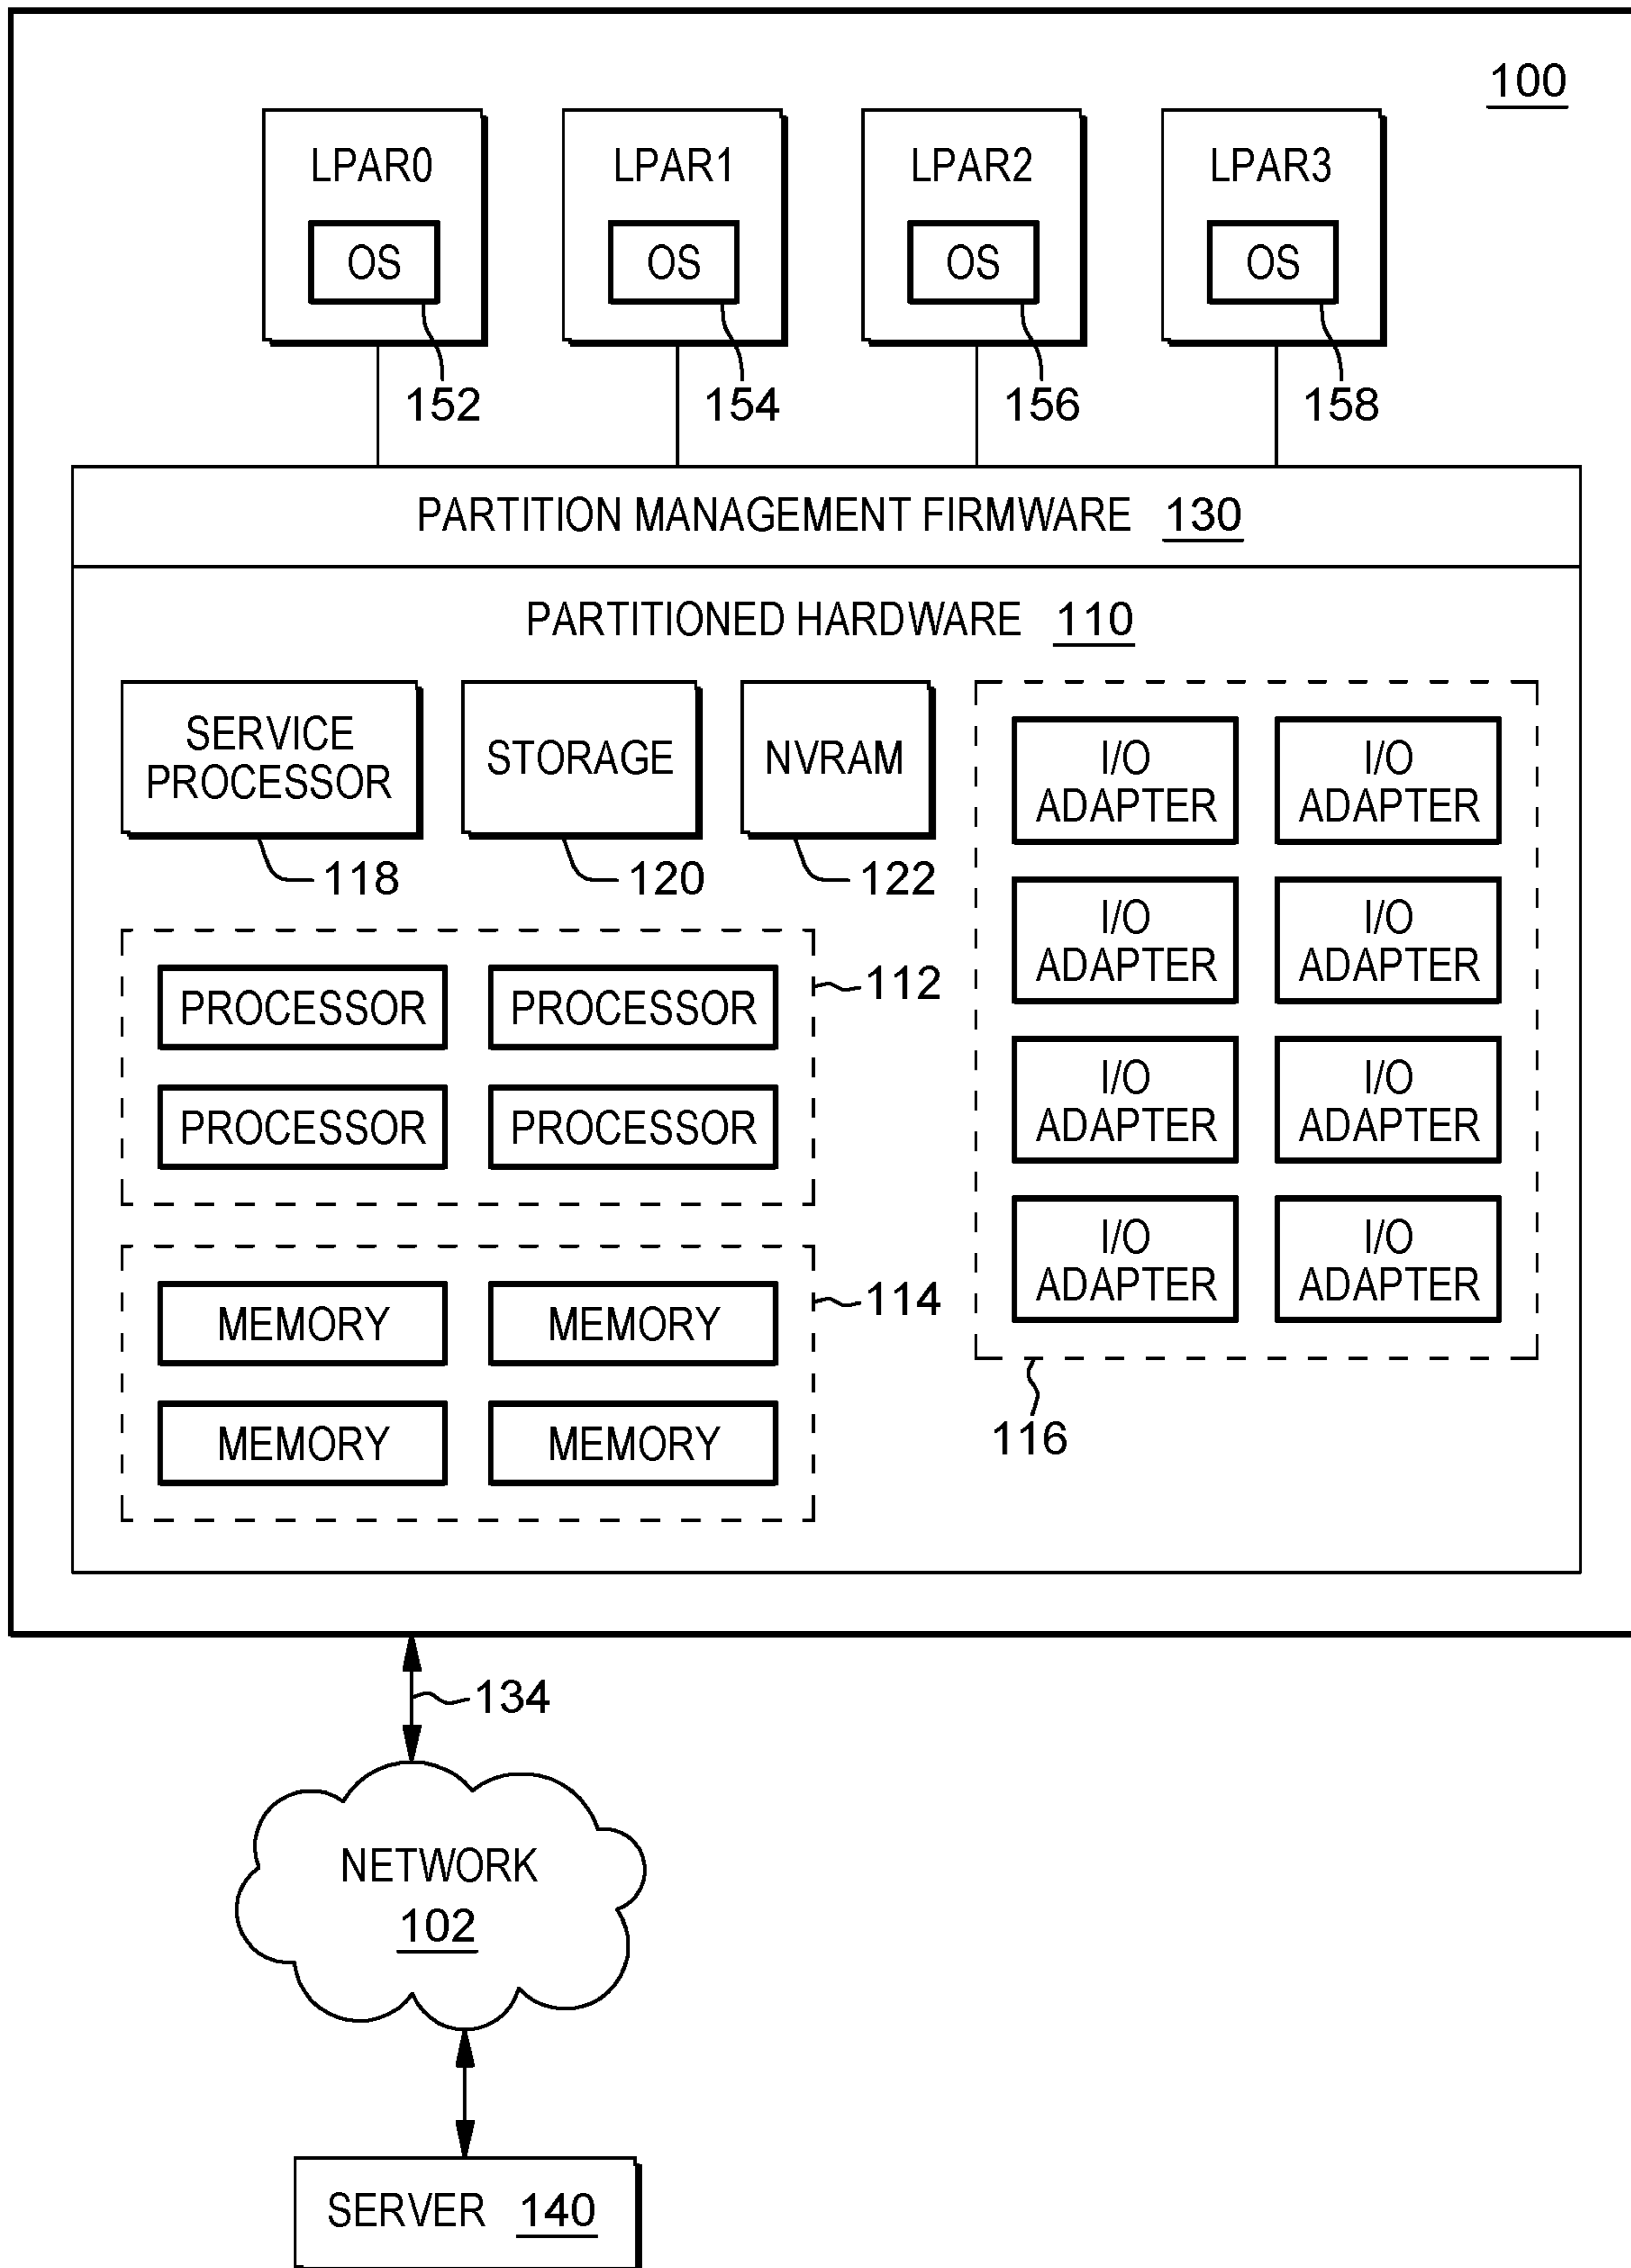 100
LPAR0 LPAR1 LPAR2 LPAR3
OS OS OS OS
152 154 156 158
PARTITION MANAGEMENT FIRMWARE 130
PARTITIONED HARDWARE 110
SERVICE
PROCESSOR
118
STORAGE
120
NVRAM
122
I/O
ADAPTER
I/O
ADAPTER
I/O
ADAPTER
I/O
ADAPTER
I/O
ADAPTER
I/O
ADAPTER
I/O
ADAPTER
I/O
ADAPTER
116
PROCESSOR PROCESSOR
112
PROCESSOR PROCESSOR
MEMORY MEMORY
114
MEMORY MEMORY
134
NETWORK
102
SERVER 140